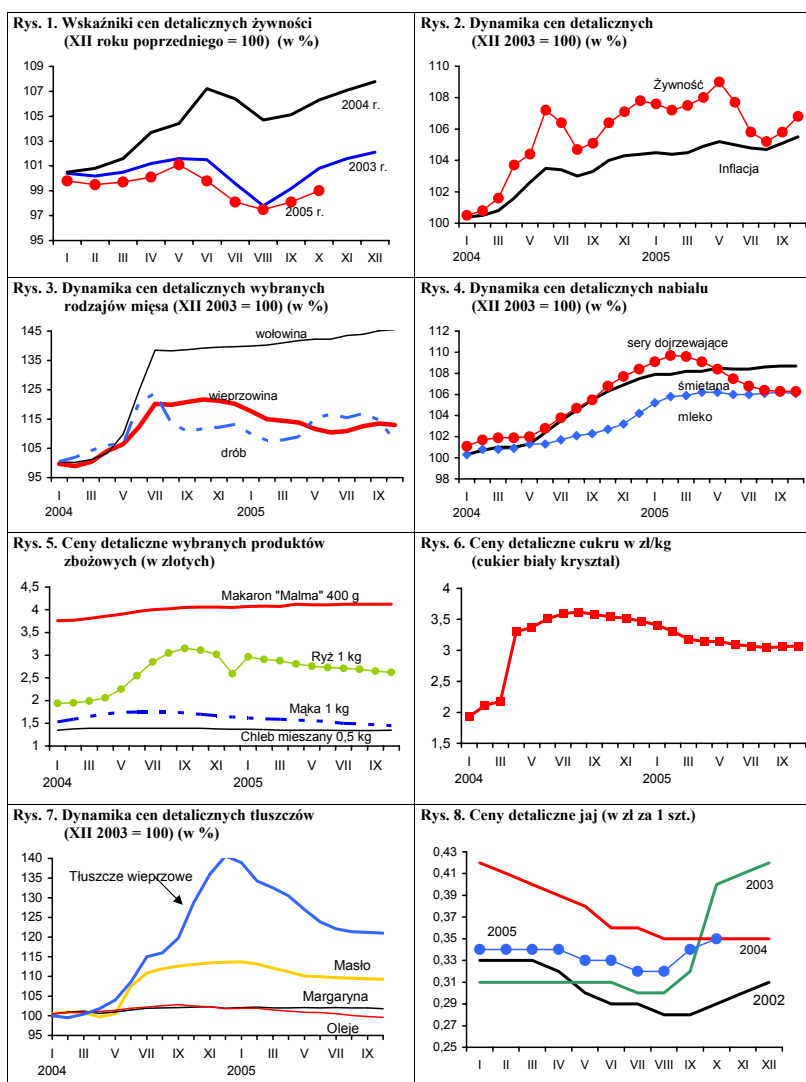 Rys. 1. Wskaźniki cen detalicznych żywności
(XII roku poprzedniego = 100) (w %)
109
107
105
103
101
99
97
95
2004 r.
2003 r.
2005 r.
I II III IV V VI VII VIII IX X XI XII
Rys. 2. Dynamika cen detalicznych
(XII 2003 = 100) (w %)
110
108
106
104
102
100
Żywność
Inflacja
I III V VII IX XI I III V VII IX
2004 2005
Rys. 3. Dynamika cen detalicznych wybranych
rodzajów mięsa (XII 2003 = 100) (w %)
145
135
125
115
105
95
wołowina
wieprzowina
drób
I III V VII IX XI I III V VII IX
2004 2005
Rys. 4. Dynamika cen detalicznych nabiału
(XII 2003 = 100) (w %)
112
110
108
106
104
102
100
98
sery dojrzewające
śmietana
mleko
I III V VII IX XI I III V VII IX
2004 2005
Rys. 5. Ceny detaliczne wybranych produktów
zbożowych (w złotych)
4,5
4
3,5
3
2,5
2
1,5
1
Makaron "Malma" 400 g
Ryż 1 kg
Mąka 1 kg
Chleb mieszany 0,5 kg
I III V VII IX XI I III V VII IX
2004 2005
Rys. 6. Ceny detaliczne cukru w zł/kg
(cukier biały kryształ)
4
3,5
3
2,5
2
1,5
I III V VII IX XI I III V VII IX
2004 2005
Rys. 7. Dynamika cen detalicznych tłuszczów
(XII 2003 = 100) (w %)
140
130
120
110
100
95
Tłuszcze wieprzowe
Masło
Margaryna
Oleje
I III V VII IX XI I III V VII IX
2004 2005
Rys. 8. Ceny detaliczne jaj (w zł za 1 szt.)
0,43
0,41
0,39
0,37
0,35
0,33
0,31
0,29
0,27
0,25
2003
2005
2004
2002
I II III IV V VI VII VIII IX X XI XII